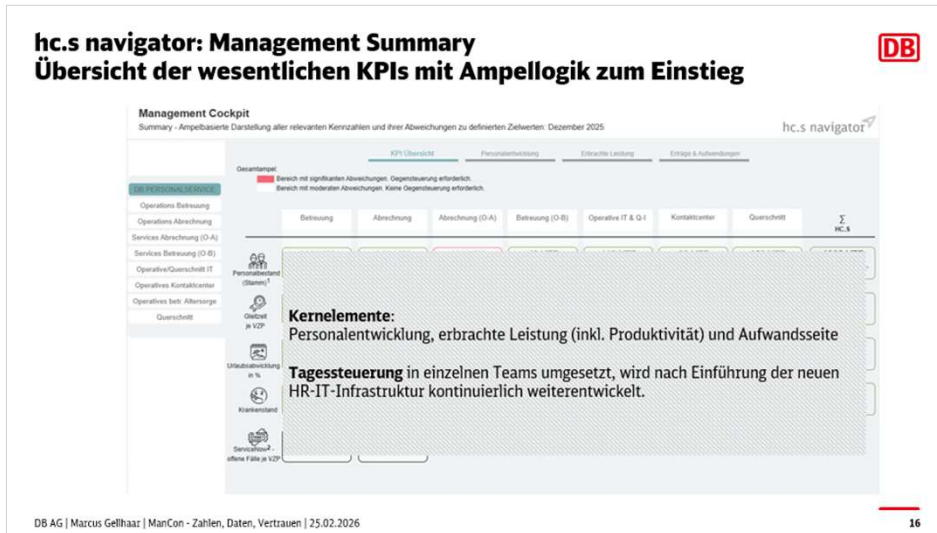 hc.s navigator: Management Summary
Übersicht der wesentlichen KPIs mit Ampellogik zum Einstieg
DB
Management Cockpit
Summary - Ampelbasierte Darstellung aller relevanten Kennzahlen und ihrer Abweichungen zu definierten Zielwerten: Dezember 2025
hc.s navigator
KPI Übersicht
Personalentwicklung
Erbrachte Leistung
Erträge & Aufwendungen
Gesamtampel:
Bereich mit signifikanten Abweichungen. Gegensteuerung erforderlich.
Bereich mit moderaten Abweichungen. Keine Gegensteuerung erforderlich.
DB PERSONALSERVICE
Operations Betreuung
Operations Abrechnung
Services Abrechnung (O-A)
Services Betreuung (O-B)
Operative/Querschnitt IT
Operatives Kontaktcenter
Operatives betr. Altersorge
Querschnitt
Betreuung
Abrechnung
Abrechnung (O-A)
Betreuung (O-B)
Operative IT & Q-I
Kontaktcenter
Querschnitt
Σ
HC.S
Personalbestand
(Stamm)1
Gleitzeit
je VZP
Urlaubsabwicklung
in %
Krankenstand
ServiceNow2 -
offene Fälle je VZP
Kernelemente:
Personalentwicklung, erbrachte Leistung (inkl. Produktivität) und Aufwandsseite
Tagessteuerung in einzelnen Teams umgesetzt, wird nach Einführung der neuen
HR-IT-Infrastruktur kontinuierlich weiterentwickelt.
DB AG | Marcus Gellhaar | ManCon - Zahlen, Daten, Vertrauen | 25.02.2026
16